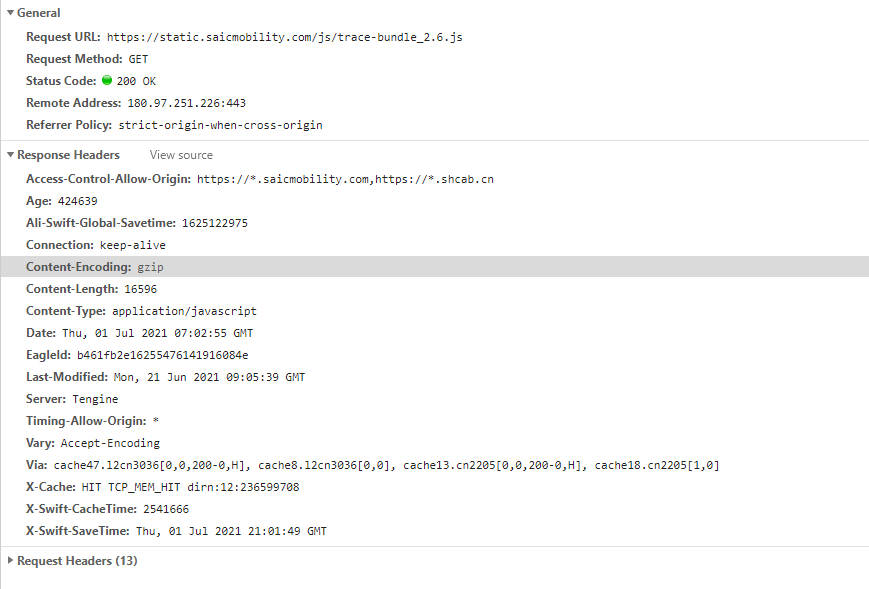 General
Request URL: https://static.saicmobility.com/js/trace-bundle_2.6.js
Request Method: GET
Status Code: 200 OK
Remote Address: 180.97.251.226:443
Referrer Policy: strict-origin-when-cross-origin
Response Headers View source
Access-Control-Allow-Origin: https://*.saicmobility.com,https://*.shcab.cn
Age: 424639
Ali-Swift-Global-Savetime: 1625122975
Connection: keep-alive
Content-Encoding: gzip
Content-Length: 16596
Content-Type: application/javascript
Date: Thu, 01 Jul 2021 07:02:55 GMT
EagleId: b461fb2e16255476141916084e
Last-Modified: Mon, 21 Jun 2021 09:05:39 GMT
Server: Tengine
Timing-Allow-Origin: *
Vary: Accept-Encoding
Via: cache47.l2cn3036[0,0,200-0,H], cache8.l2cn3036[0,0], cache13.cn2205[0,0,200-0,H], cache18.cn2205[1,0]
X-Cache: HIT TCP_MEM_HIT dirn:12:236599708
X-Swift-CacheTime: 2541666
X-Swift-SaveTime: Thu, 01 Jul 2021 21:01:49 GMT
Request Headers (13)